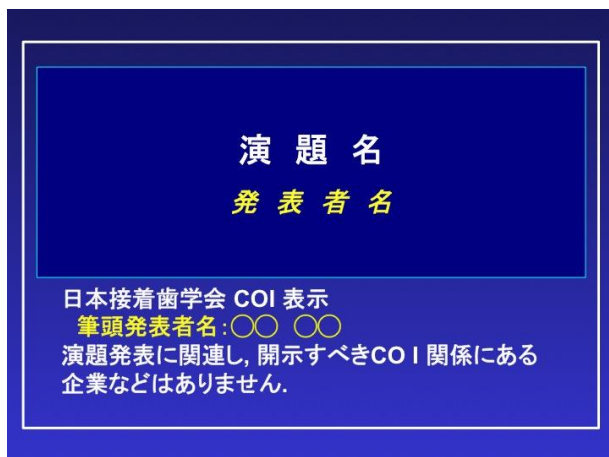 演 題 名
発 表 者 名
日本接着歯学会 COI 表示
筆頭発表者名:○○ ○○
演題発表に関連し, 開示すべきCO I 関係にある
企業などはありません.